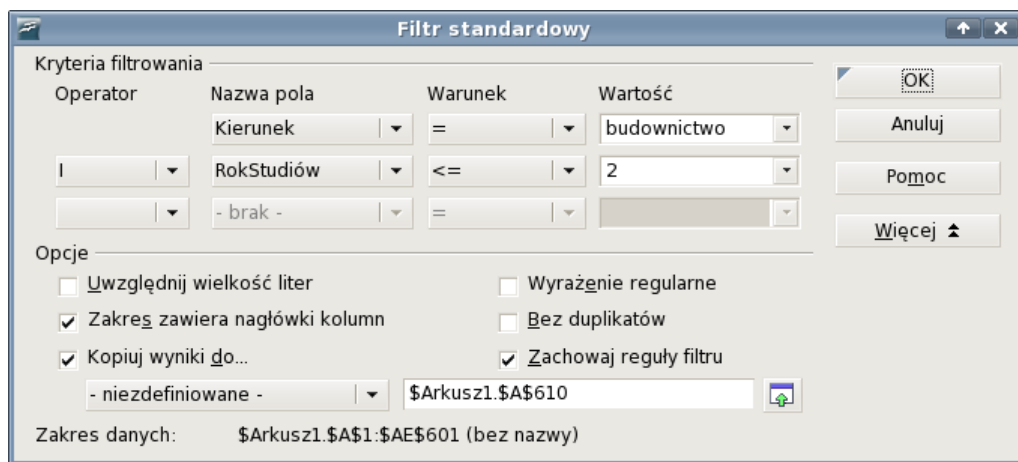 Filtr standardowy
Kryteria filtrowania
Operator Nazwa pola Warunek Wartość
OK
Kierunek = budownictwo
Anuluj
I RokStudiów <= 2
Pomoc
- brak - =
Więcej
Opcje
Uwzględnij wielkość liter Wyrażenie regularne
Zakres zawiera nagłówki kolumn Bez duplikatów
Kopiuj wyniki do... Zachowaj reguły filtru
- niezdefiniowane - $Arkusz1.$A$610
Zakres danych: $Arkusz1.$A$1:$AE$601 (bez nazwy)